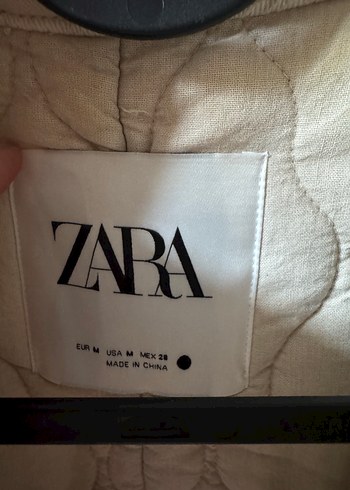 ZARA
EUR M USA M MEX 28
MADE IN CHINA